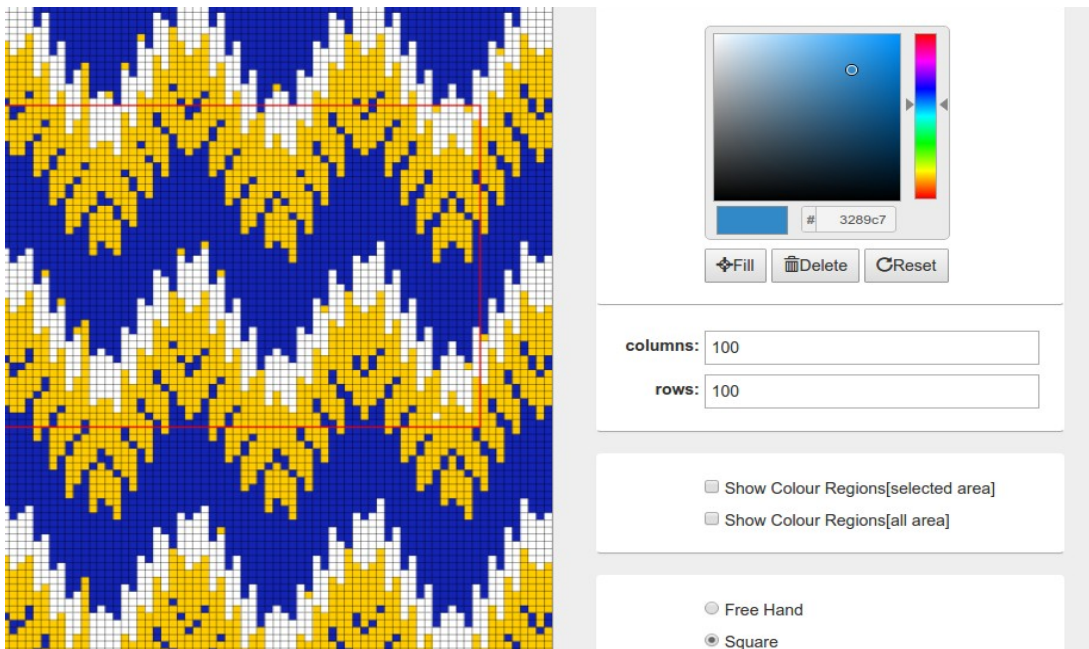 # 3289c7
Fill Delete Reset
columns: 100
rows: 100
Show Colour Regions[selected area]
Show Colour Regions[all area]
Free Hand
Square